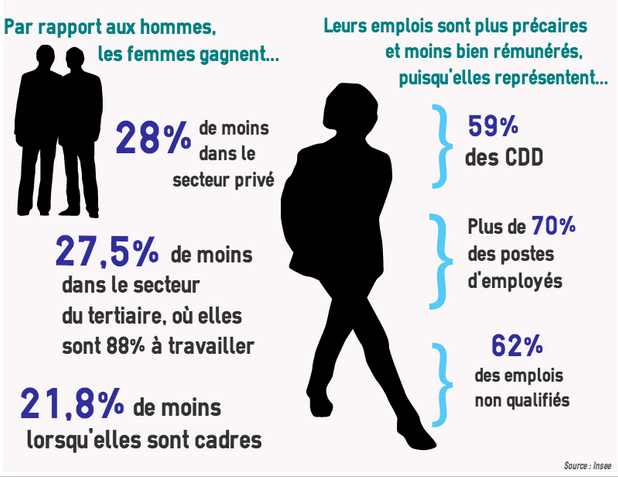 Par rapport aux hommes,
les femmes gagnent...
28% de moins
dans le
secteur privé
27,5% de moins
dans le secteur
du tertiaire, où elles
sont 88% à travailler
21,8% de moins
lorsqu'elles sont cadres
Leurs emplois sont plus précaires
et moins bien rémunérés,
puisqu'elles représentent...
59%
des CDD
Plus de 70%
des postes
d'employés
62%
des emplois
non qualifiés
Source : Insee